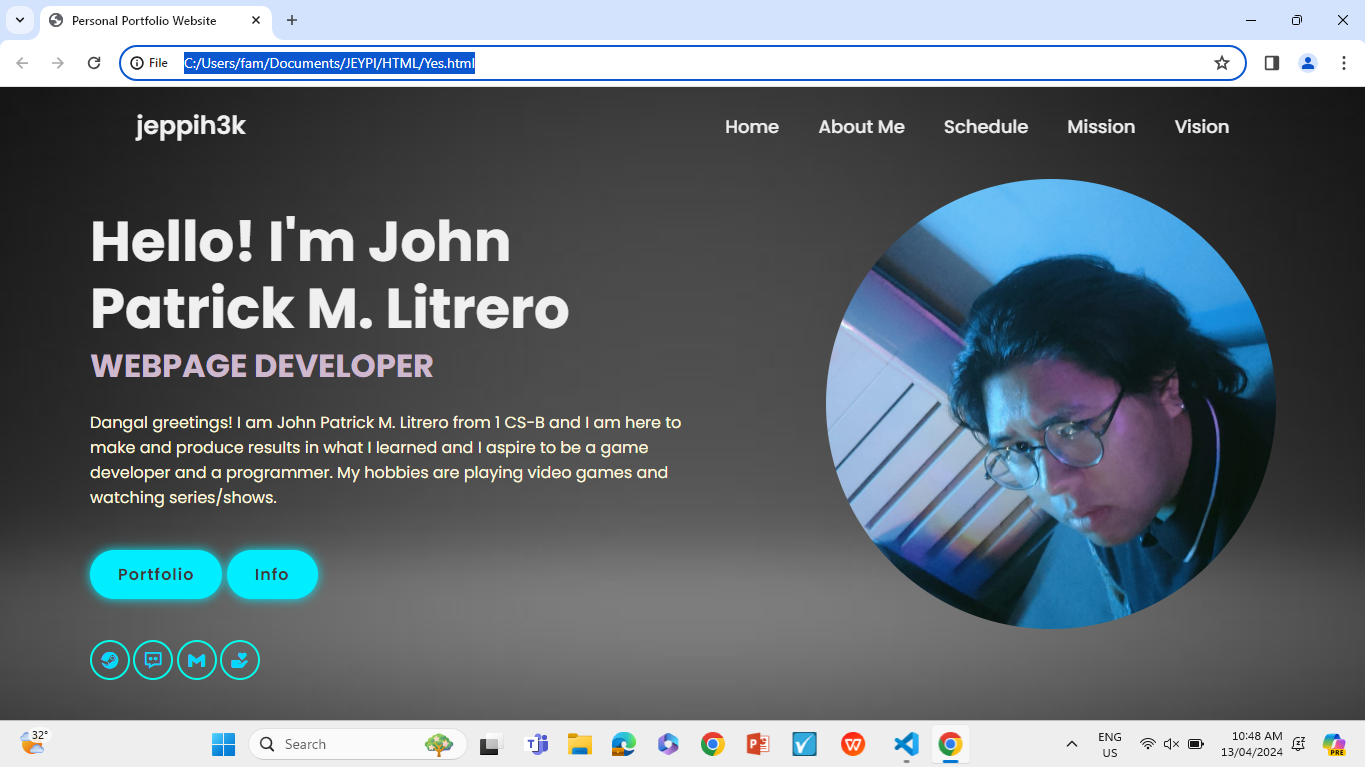 Personal Portfolio Website
File C:/Users/fam/Documents/JEYPI/HTML/Yes.html
jeppih3k Home About Me Schedule Mission Vision
Hello! I'm John
Patrick M. Litrero
WEBPAGE DEVELOPER
Dangal greetings! I am John Patrick M. Litrero from 1 CS-B and I am here to
make and produce results in what I learned and I aspire to be a game
developer and a programmer. My hobbies are playing video games and
watching series/shows.
Portfolio Info
32°
Search
ENG
US
10:48 AM
13/04/2024
PRE